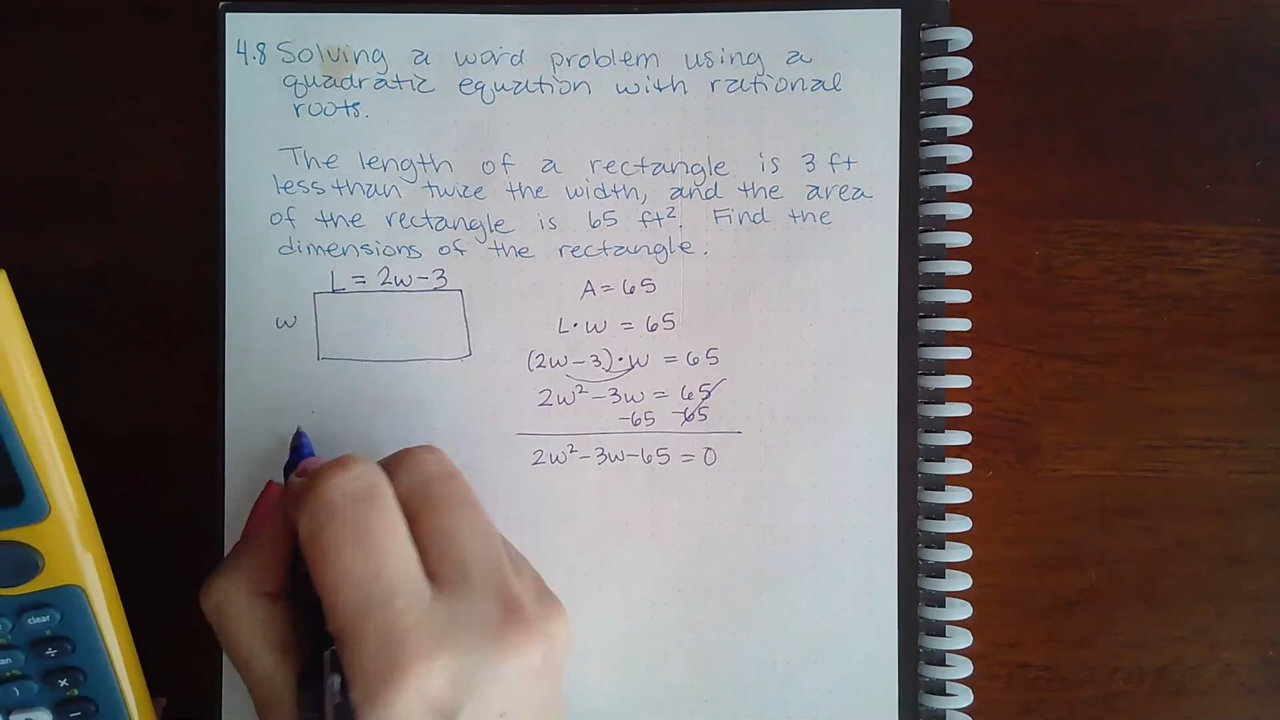 4.8 Solving a word problem using a
quadratic equation with rational
roots.
The length of a rectangle is 3 ft
less than twice the width, and the area
of the rectangle is 65 ft². Find the
dimensions of the rectangle.
L = 2w-3
w
A = 65
L·w = 65
(2w-3)·w = 65
2w²-3w = 65
-65 -65
2w²-3w-65 = 0
clear
÷
)
×
−